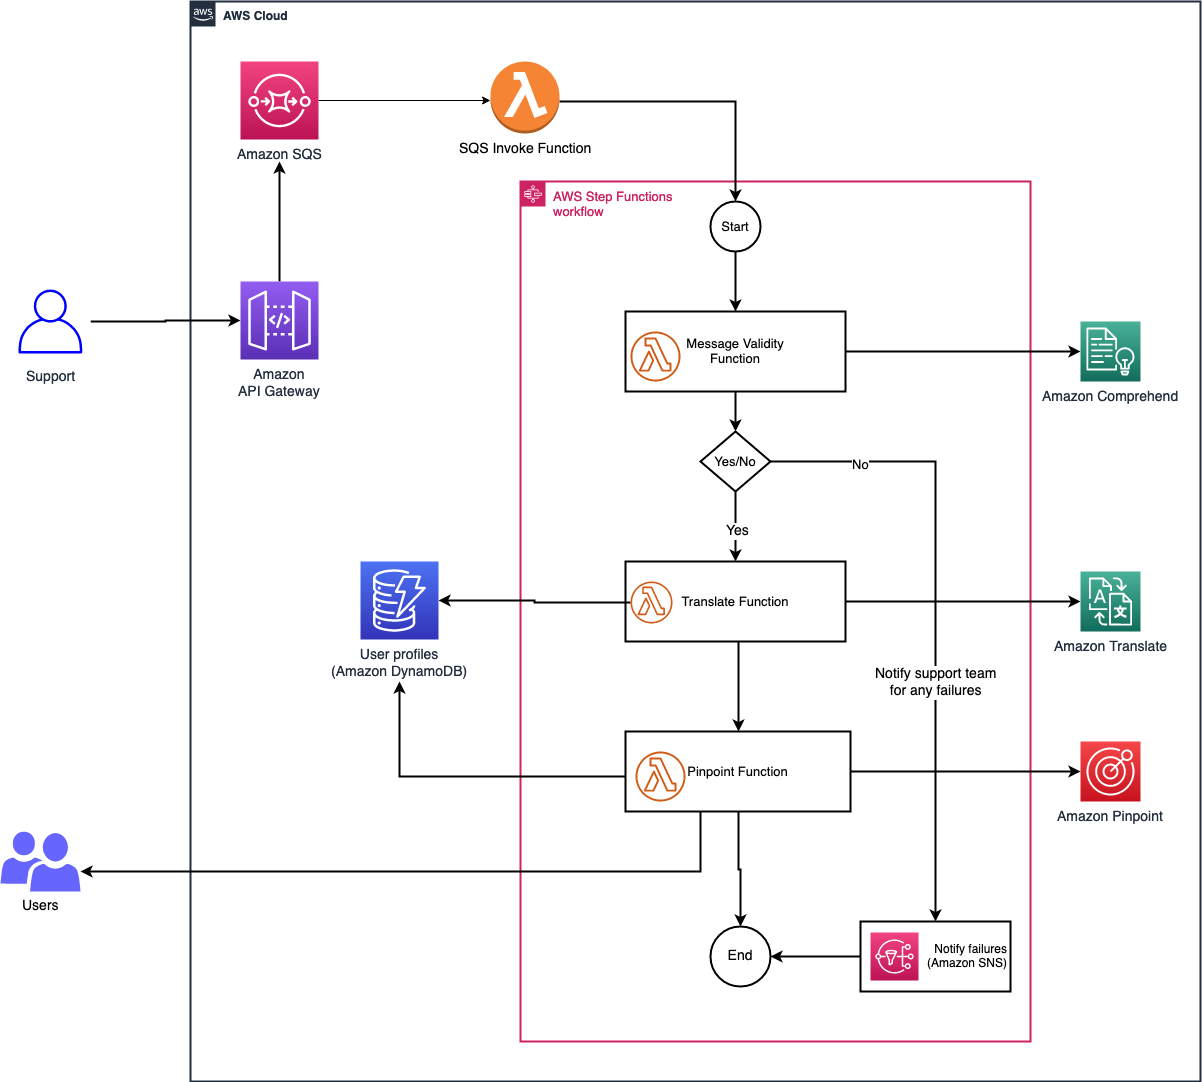 aws
AWS Cloud
Amazon SQS
SQS Invoke Function
AWS Step Functions
workflow
Start
Support
Amazon
API Gateway
Message Validity
Function
Amazon Comprehend
Yes/No
No
Yes
Translate Function
A
文
Amazon Translate
User profiles
(Amazon DynamoDB)
Notify support team
for any failures
Pinpoint Function
Amazon Pinpoint
Users
End
Notify failures
(Amazon SNS)